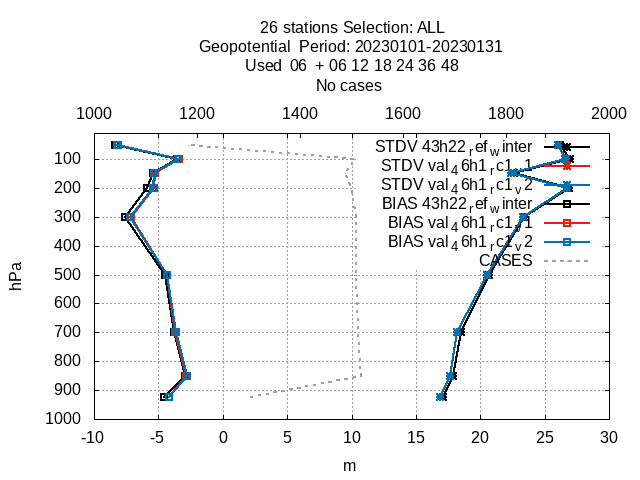 26 stations Selection: ALL
Geopotential Period: 20230101-20230131
Used 06 + 06 12 18 24 36 48
No cases
1000 1200 1400 1600 1800 2000
STDV 43h22_ref_winter
STDV val_46h1_rc1_v1
STDV val_46h1_rc1_v2
BIAS 43h22_ref_winter
BIAS val_46h1_rc1_v1
BIAS val_46h1_rc1_v2
CASES
100
200
300
400
500
600
700
800
900
1000
hPa
-10 -5 0 5 10 15 20 25 30
m